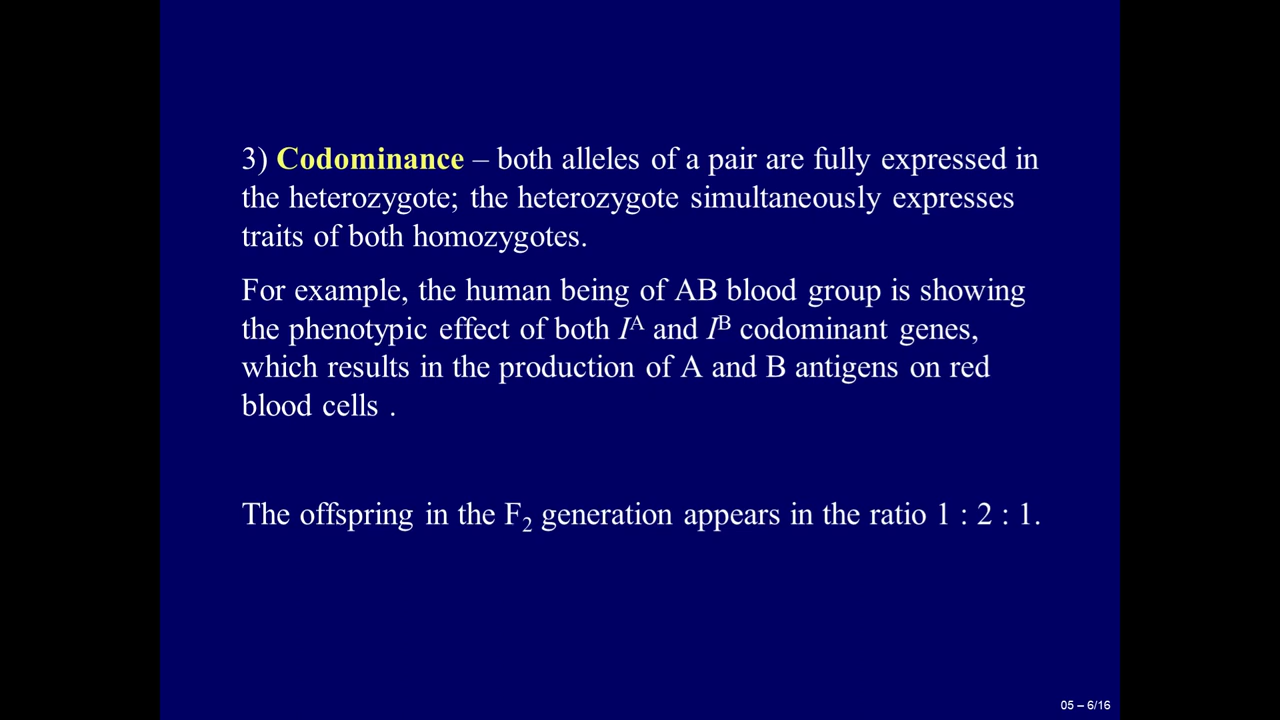 3) Codominance – both alleles of a pair are fully expressed in
the heterozygote; the heterozygote simultaneously expresses
traits of both homozygotes.
For example, the human being of AB blood group is showing
the phenotypic effect of both Iᴬ and Iᴮ codominant genes,
which results in the production of A and B antigens on red
blood cells .
The offspring in the F₂ generation appears in the ratio 1 : 2 : 1.
05 – 6/16